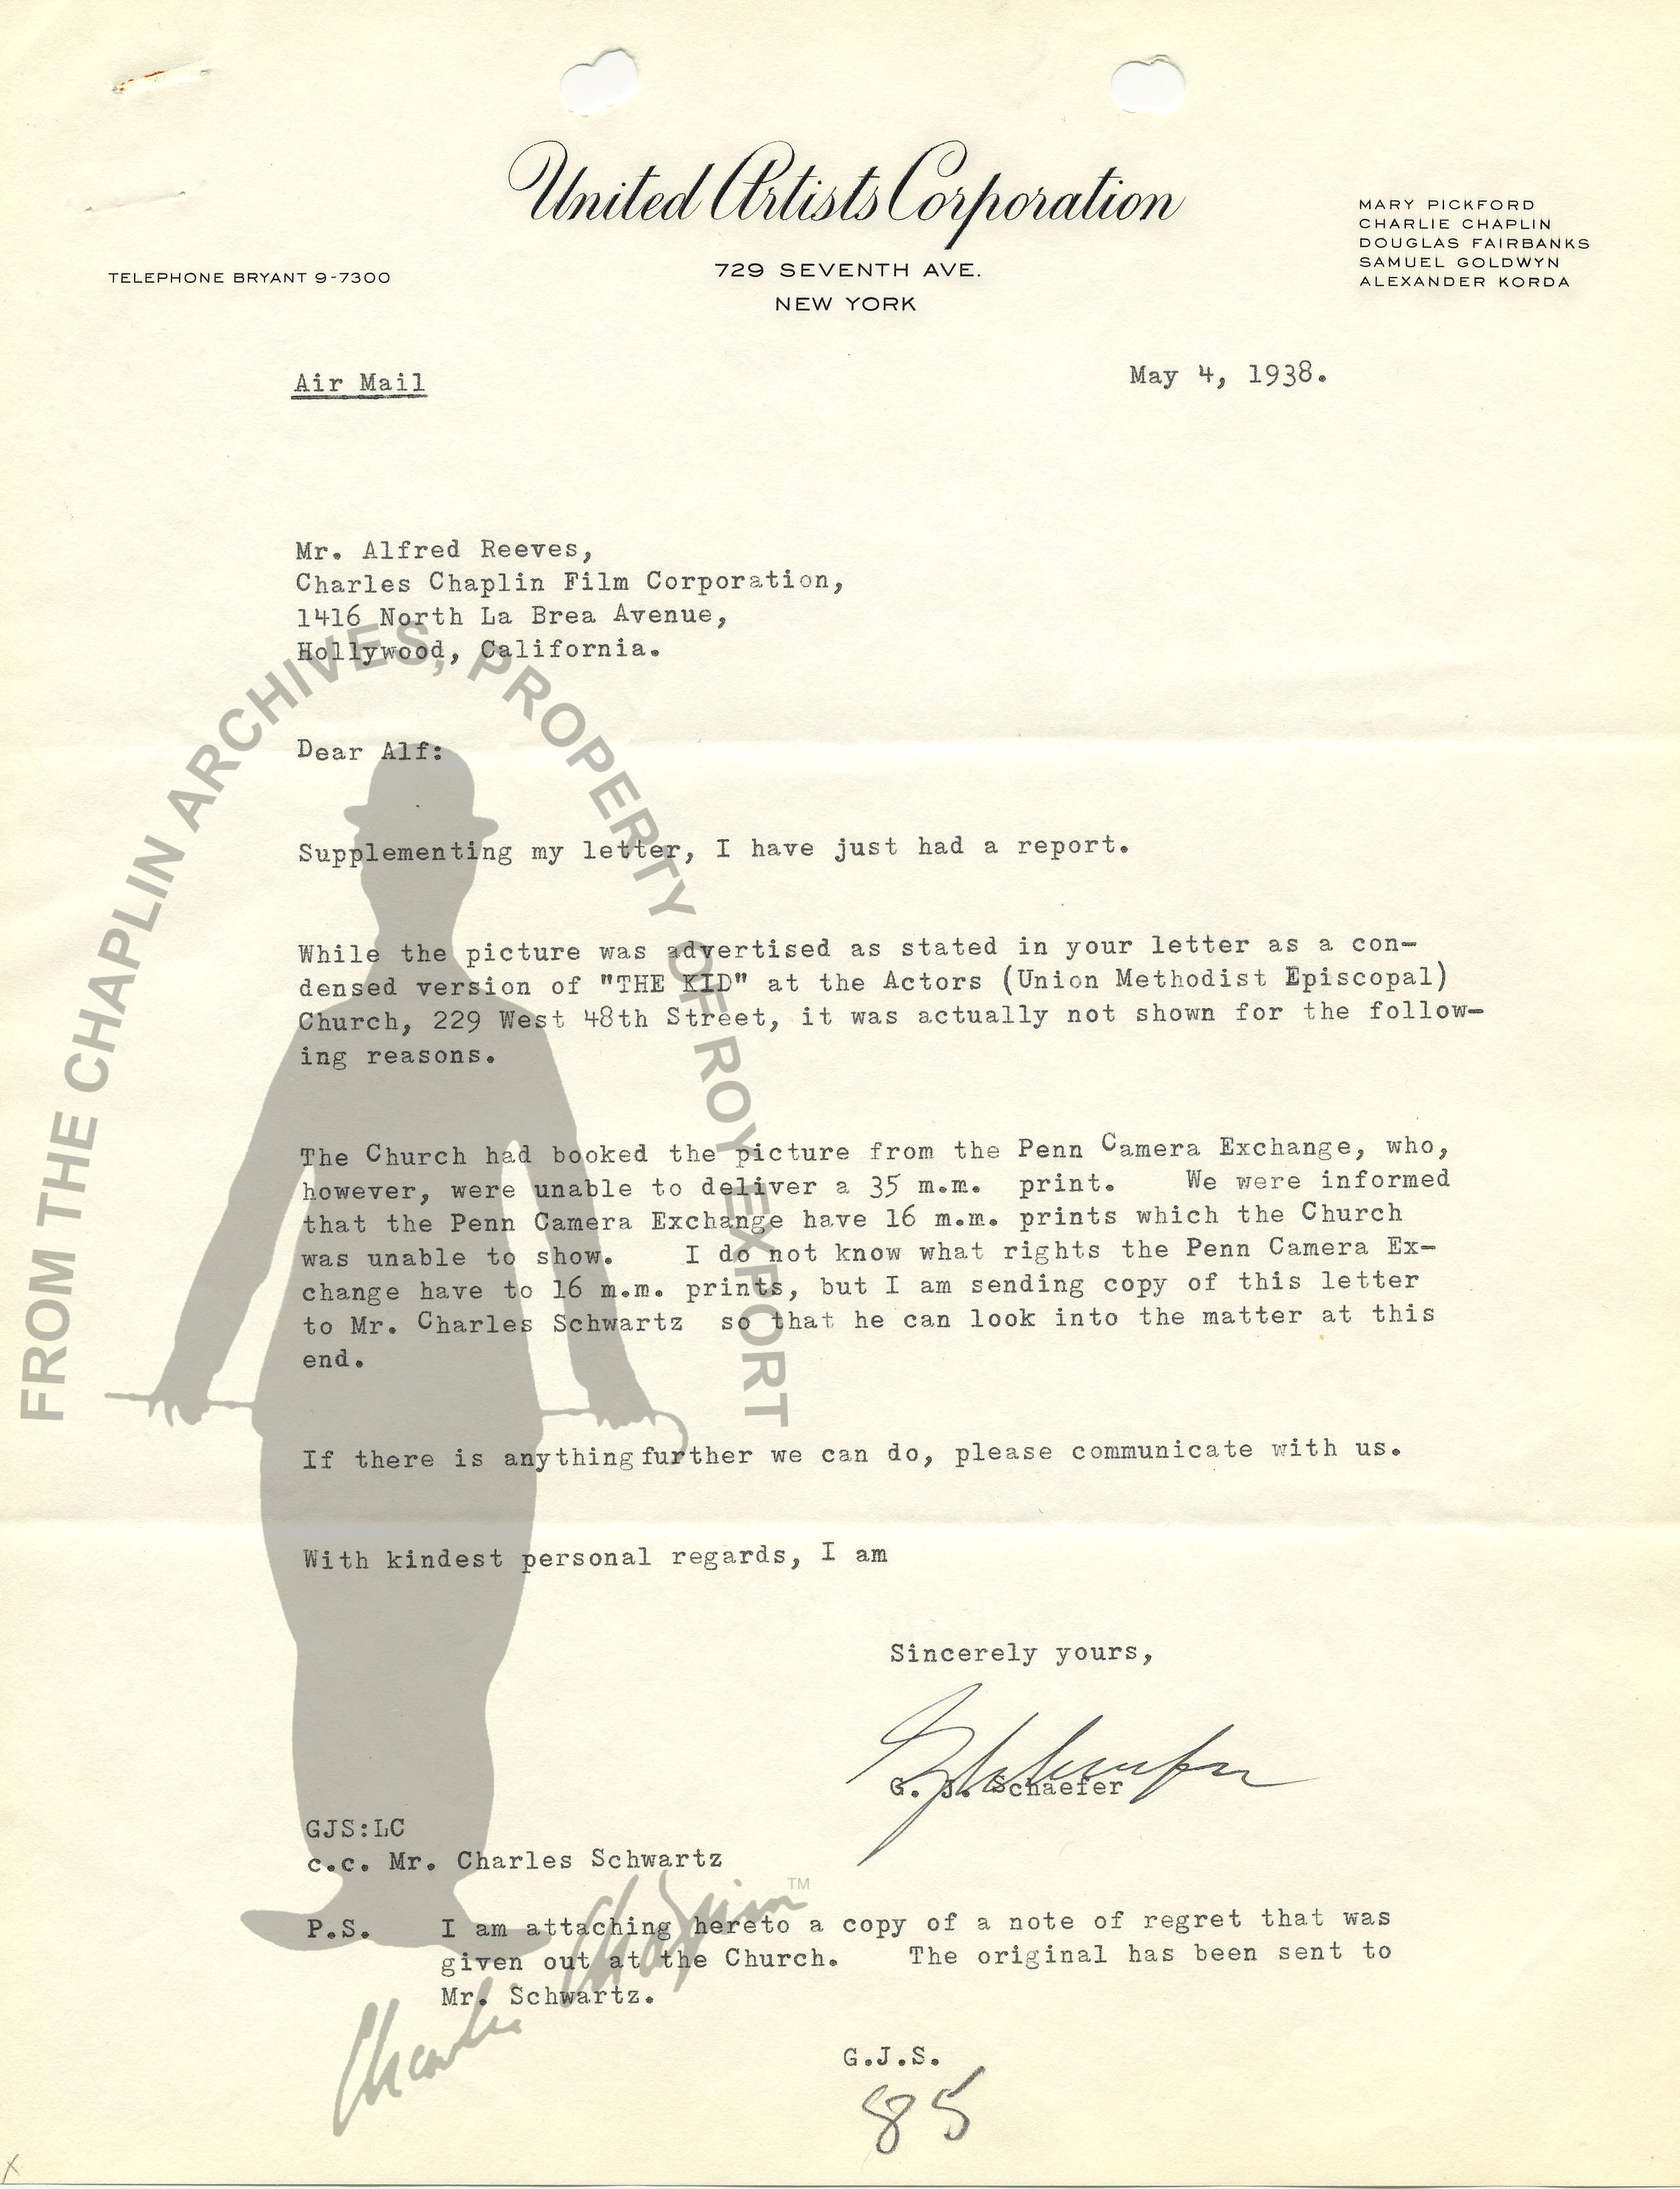 United Artists Corporation
729 SEVENTH AVE.
NEW YORK
TELEPHONE BRYANT 9-7300
MARY PICKFORD
CHARLIE CHAPLIN
DOUGLAS FAIRBANKS
SAMUEL GOLDWYN
ALEXANDER KORDA
Air Mail
May 4, 1938.
Mr. Alfred Reeves,
Charles Chaplin Film Corporation,
1416 North La Brea Avenue,
Hollywood, California.
Dear Alf:
Supplementing my letter, I have just had a report.
While the picture was advertised as stated in your letter as a con-
densed version of "THE KID" at the Actors (Union Methodist Episcopal)
Church, 229 West 48th Street, it was actually not shown for the follow-
ing reasons.
The Church had booked the picture from the Penn Camera Exchange, who,
however, were unable to deliver a 35 m.m. print. We were informed
that the Penn Camera Exchange have 16 m.m. prints which the Church
was unable to show. I do not know what rights the Penn Camera Ex-
change have to 16 m.m. prints, but I am sending copy of this letter
to Mr. Charles Schwartz so that he can look into the matter at this
end.
If there is anything further we can do, please communicate with us.
With kindest personal regards, I am
Sincerely yours,
G. J. Schaefer
GJS:LC
c.c. Mr. Charles Schwartz
P.S. I am attaching hereto a copy of a note of regret that was
given out at the Church. The original has been sent to
Mr. Schwartz.
G.J.S.
85
FROM THE CHAPLIN ARCHIVES, PROPERTY OF ROY EXPORT
Charlie Chaplin TM
x